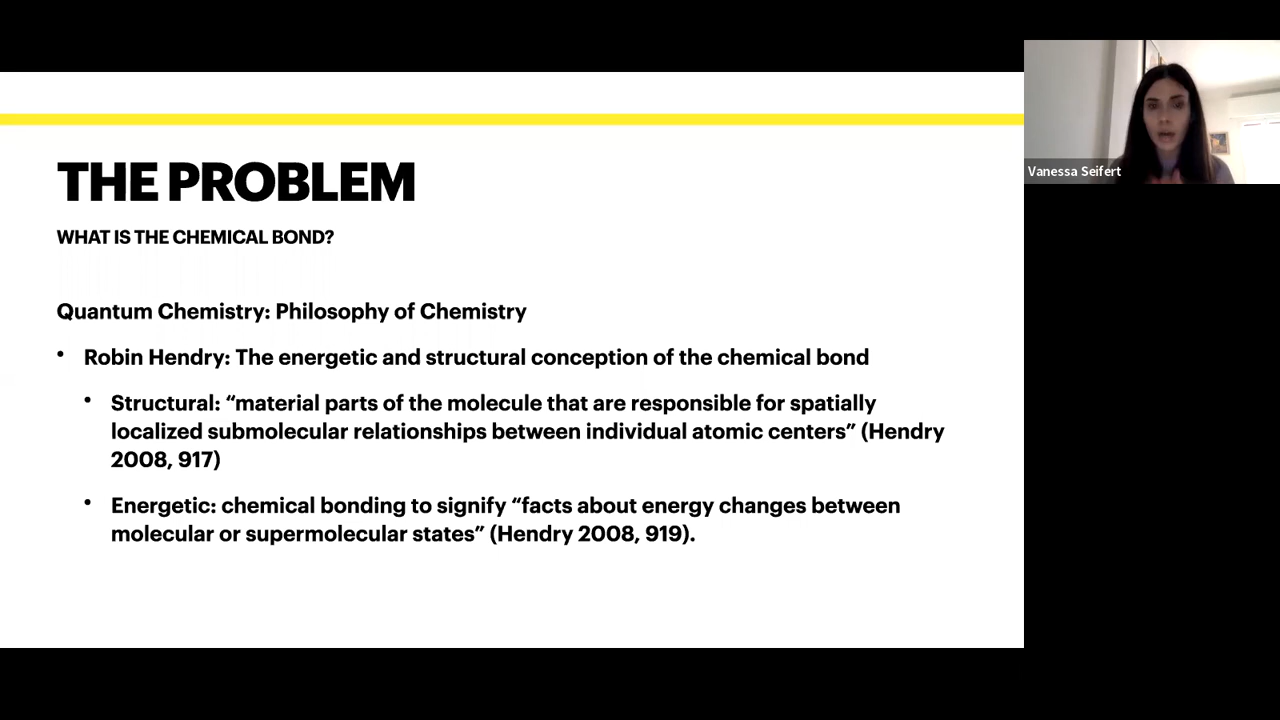 THE PROBLEM
WHAT IS THE CHEMICAL BOND?
Quantum Chemistry: Philosophy of Chemistry
• Robin Hendry: The energetic and structural conception of the chemical bond
• Structural: “material parts of the molecule that are responsible for spatially
localized submolecular relationships between individual atomic centers” (Hendry
2008, 917)
• Energetic: chemical bonding to signify “facts about energy changes between
molecular or supermolecular states” (Hendry 2008, 919).
Vanessa Seifert